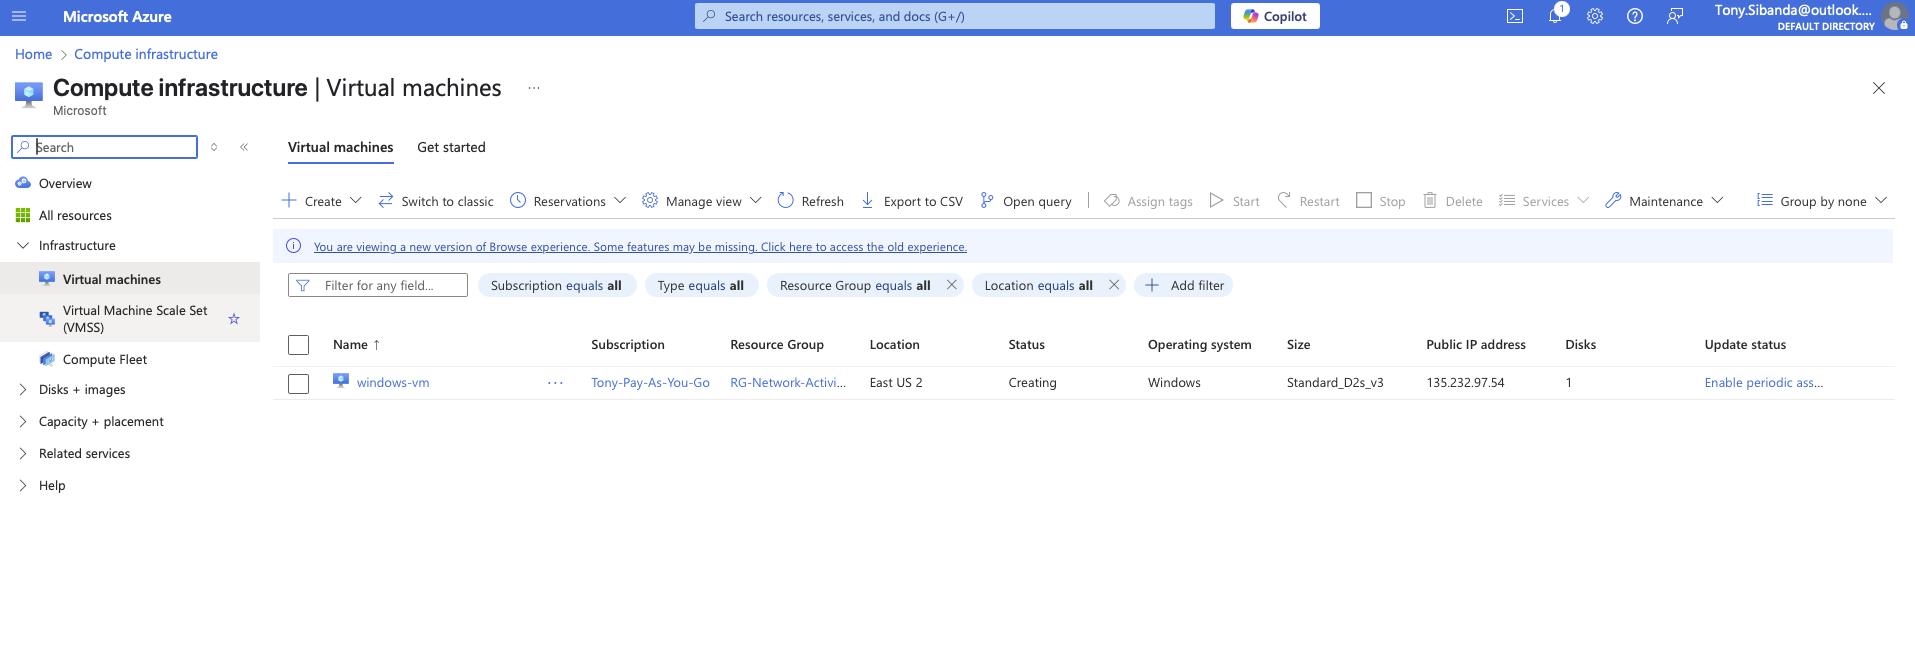 Microsoft Azure
Search resources, services, and docs (G+/)
Copilot
1
Tony.Sibanda@outlook....
DEFAULT DIRECTORY
Home > Compute infrastructure
Compute infrastructure | Virtual machines ...
Microsoft
Search
Overview
All resources
Infrastructure
Virtual machines
Virtual Machine Scale Set
(VMSS)
Compute Fleet
Disks + images
Capacity + placement
Related services
Help
Virtual machines Get started
Create Switch to classic Reservations Manage view Refresh Export to CSV Open query Assign tags Start Restart Stop Delete Services Maintenance Group by none
You are viewing a new version of Browse experience. Some features may be missing. Click here to access the old experience.
Filter for any field... Subscription equals all Type equals all Resource Group equals all Location equals all Add filter
Name ↑ Subscription Resource Group Location Status Operating system Size Public IP address Disks Update status
windows-vm ... Tony-Pay-As-You-Go RG-Network-Activi... East US 2 Creating Windows Standard_D2s_v3 135.232.97.54 1 Enable periodic ass...